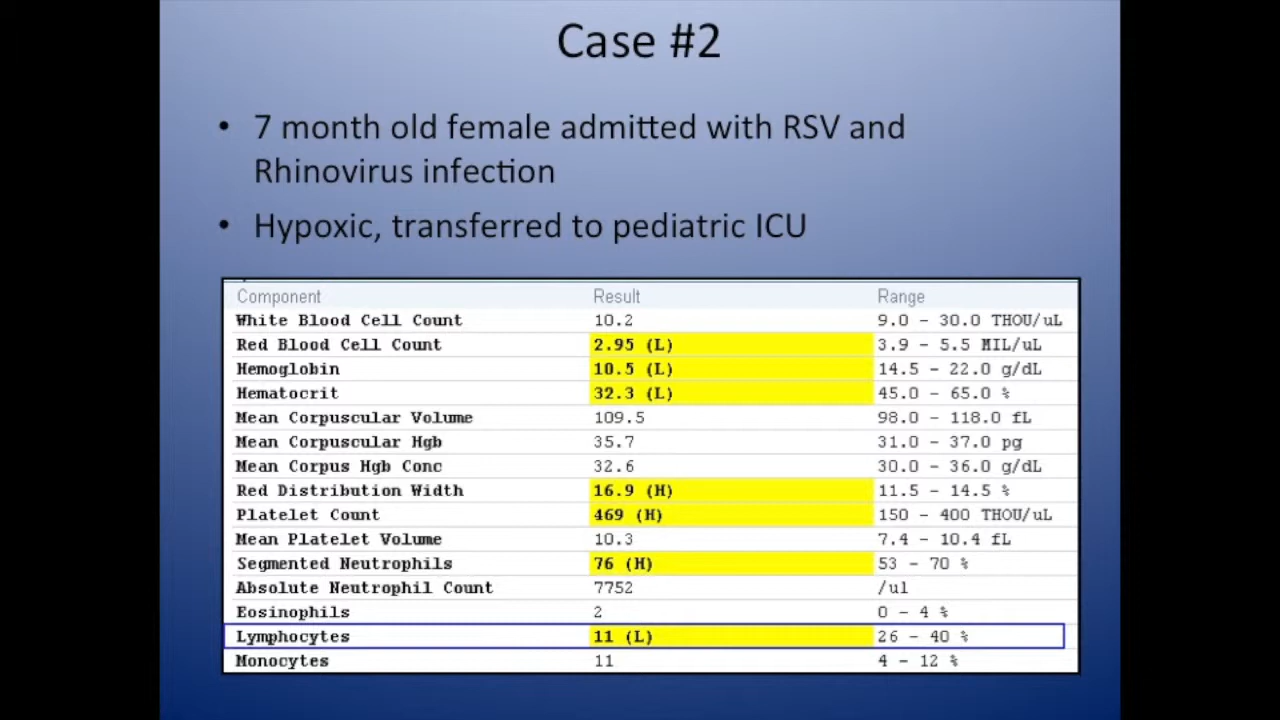 Case #2
• 7 month old female admitted with RSV and
Rhinovirus infection
• Hypoxic, transferred to pediatric ICU
Component Result Range
White Blood Cell Count 10.2 9.0 - 30.0 THOU/uL
Red Blood Cell Count 2.95 (L) 3.9 - 5.5 MIL/uL
Hemoglobin 10.5 (L) 14.5 - 22.0 g/dL
Hematocrit 32.3 (L) 45.0 - 65.0 %
Mean Corpuscular Volume 109.5 98.0 - 118.0 fL
Mean Corpuscular Hgb 35.7 31.0 - 37.0 pg
Mean Corpus Hgb Conc 32.6 30.0 - 36.0 g/dL
Red Distribution Width 16.9 (H) 11.5 - 14.5 %
Platelet Count 469 (H) 150 - 400 THOU/uL
Mean Platelet Volume 10.3 7.4 - 10.4 fL
Segmented Neutrophils 76 (H) 53 - 70 %
Absolute Neutrophil Count 7752 /ul
Eosinophils 2 0 - 4 %
Lymphocytes 11 (L) 26 - 40 %
Monocytes 11 4 - 12 %